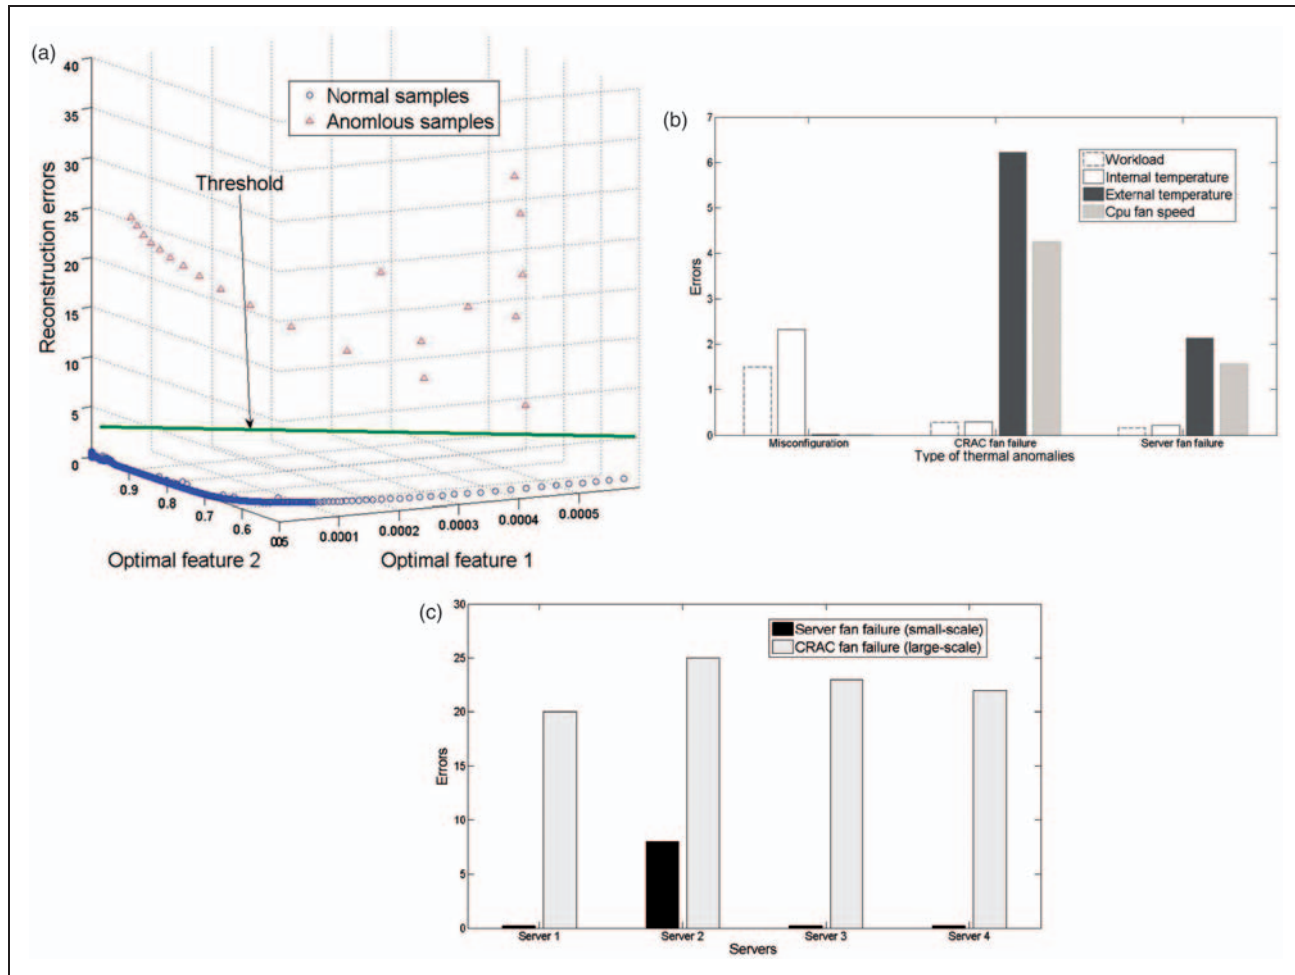 (a)
40
35
30
25
20
15
10
5
0
Reconstruction errors
Normal samples
Anomlous samples
Threshold
0.9
0.8
0.7
0.6
0.0001
0.0002
0.0003
0.0004
0.0005
Optimal feature 2
Optimal feature 1
(b)
7
6
5
4
3
2
1
0
Errors
Workload
Internal temperature
External temperature
Cpu fan speed
Misconfiguration
CRAC fan failure
Server fan failure
Type of thermal anomalies
(c)
30
25
20
15
10
5
0
Errors
Server fan failure (small-scale)
CRAC fan failure (large-scale)
Server 1
Server 2
Server 3
Server 4
Servers